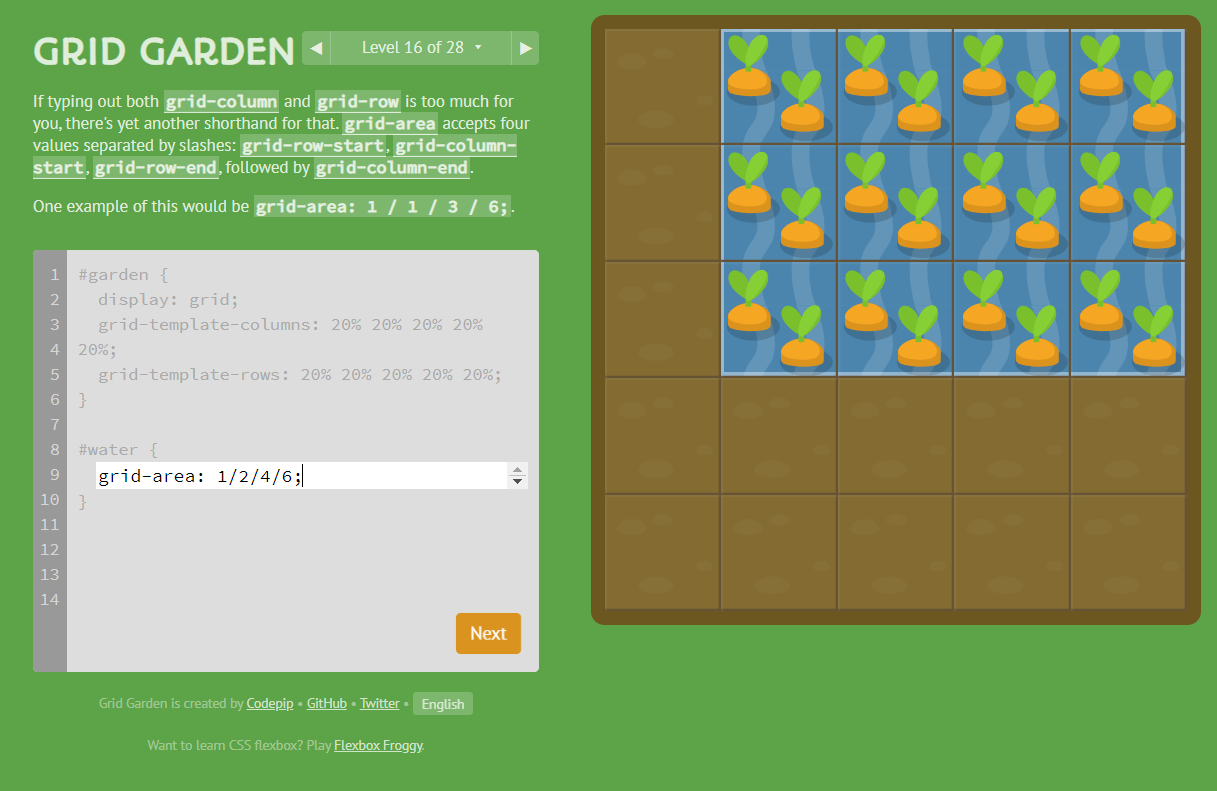 GRID GARDEN
◀ Level 16 of 28 ▾ ▶
If typing out both grid-column and grid-row is too much for
you, there's yet another shorthand for that. grid-area accepts four
values separated by slashes: grid-row-start, grid-column-
start, grid-row-end, followed by grid-column-end.
One example of this would be grid-area: 1 / 1 / 3 / 6;.
1 #garden {
2 display: grid;
3 grid-template-columns: 20% 20% 20% 20%
4 20%;
5 grid-template-rows: 20% 20% 20% 20% 20%;
6 }
7
8 #water {
9 grid-area: 1/2/4/6;
10 }
11
12
13
14
Next
Grid Garden is created by Codepip • GitHub • Twitter • English
Want to learn CSS flexbox? Play Flexbox Froggy.